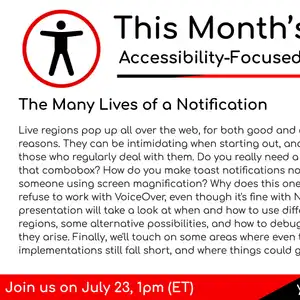 This Month's
Accessibility-Focused
The Many Lives of a Notification
Live regions pop up all over the web, for both good and
reasons. They can be intimidating when starting out, and
those who regularly deal with them. Do you really need a
that combobox? How do you make toast notifications no
someone using screen magnification? Why does this one
refuse to work with VoiceOver, even though it's fine with N
presentation will take a look at when and how to use diff
regions, some alternative possibilities, and how to debug
they arise. Finally, we'll touch on some areas where even t
implementations still fall short, and where things could g
Join us on July 23, 1pm (ET)